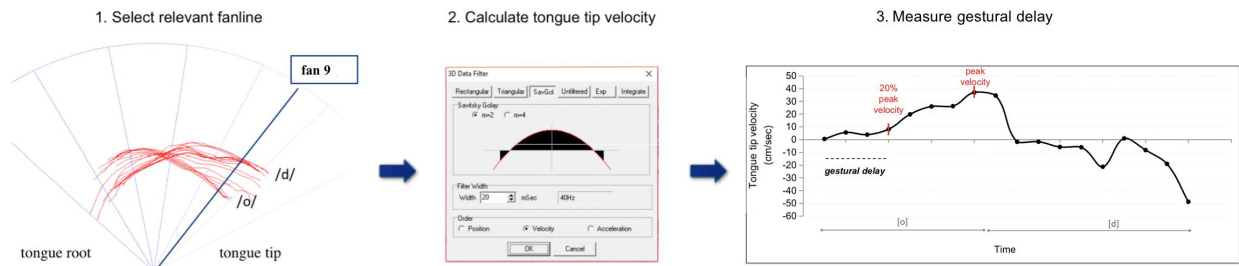 1. Select relevant fanline
fan 9
/d/
/o/
tongue root
tongue tip
2. Calculate tongue tip velocity
3D Data Filter
Rectangular Triangular SavGol Unfiltered Exp Integrate
Savitsky Golay
m=2 m=4
Filter Width
Width 20 mSec 40Hz
Order
Position Velocity Acceleration
OK Cancel
3. Measure gestural delay
Tongue tip velocity
(cm/sec)
50
40
30
20
10
0
-10
-20
-30
-40
-50
-60
20%
peak
velocity
peak
velocity
gestural delay
[o]
[d]
Time